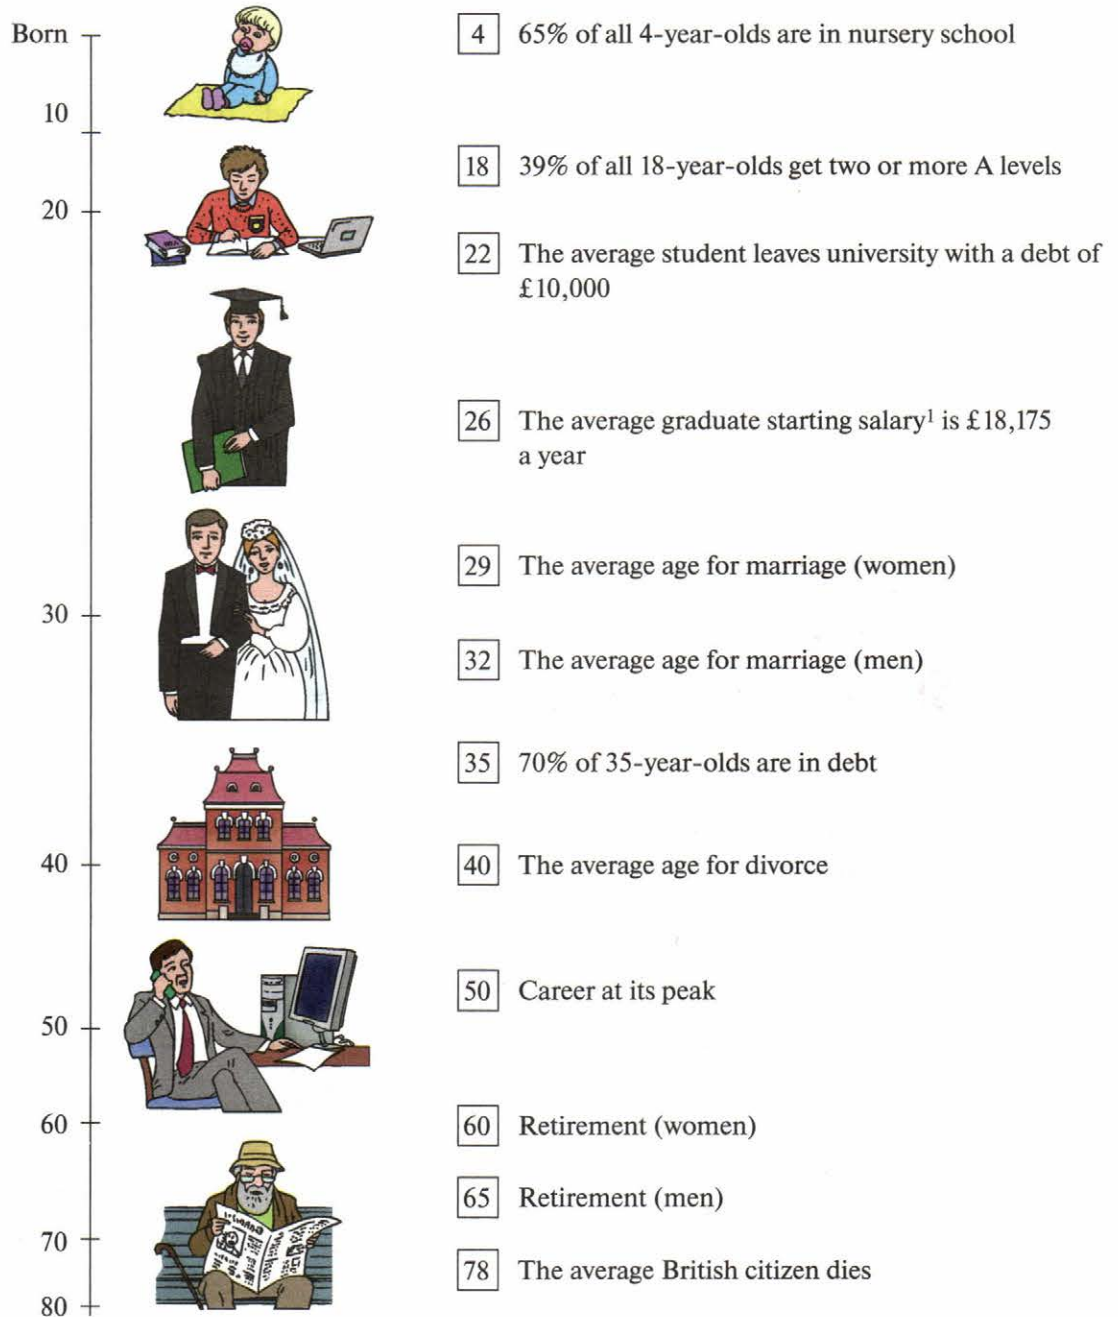 Born
4 65% of all 4-year-olds are in nursery school
10
18 39% of all 18-year-olds get two or more A levels
20
22 The average student leaves university with a debt of
£10,000
26 The average graduate starting salary¹ is £18,175
a year
29 The average age for marriage (women)
30
32 The average age for marriage (men)
35 70% of 35-year-olds are in debt
40
40 The average age for divorce
50 Career at its peak
50
60
60 Retirement (women)
65 Retirement (men)
70
78 The average British citizen dies
80